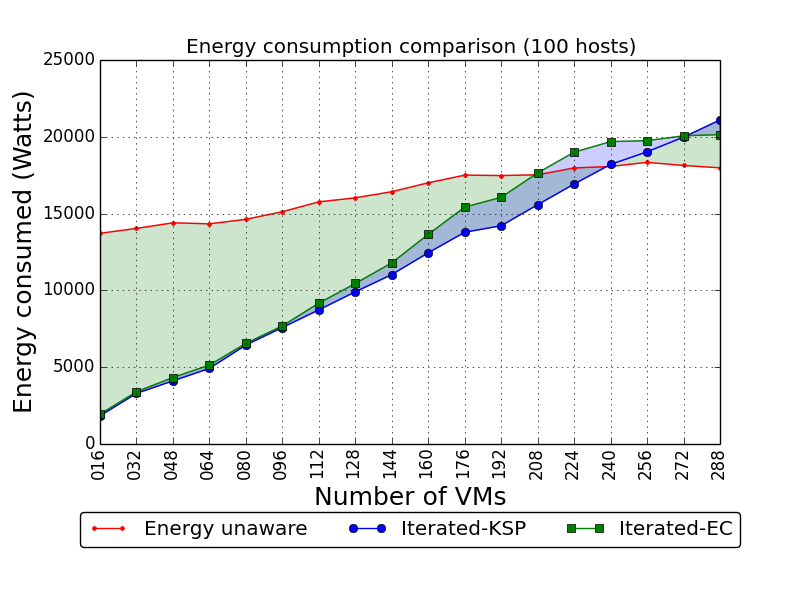 Energy consumption comparison (100 hosts)
Energy consumed (Watts)
25000
20000
15000
10000
5000
0
016 032 048 064 080 096 112 128 144 160 176 192 208 224 240 256 272 288
Number of VMs
Energy unaware Iterated-KSP Iterated-EC